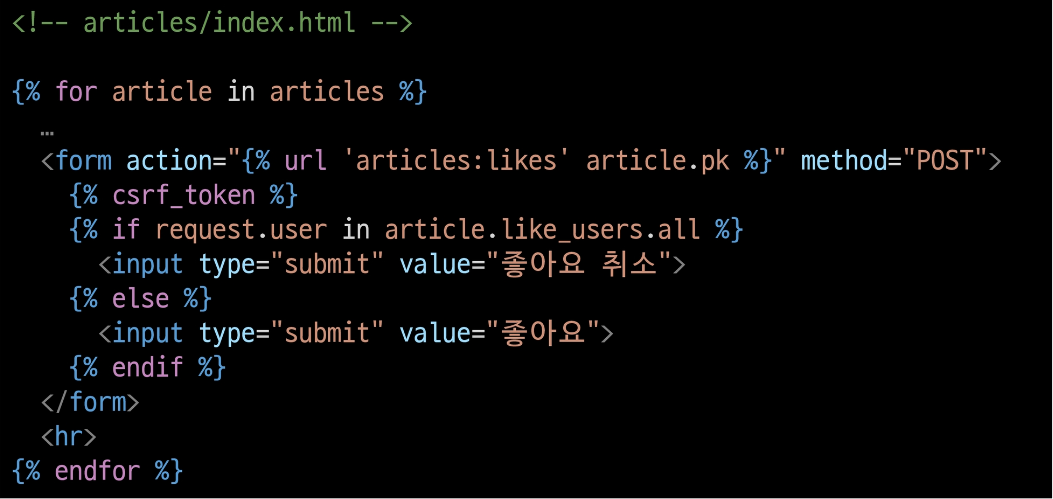 <!-- articles/index.html -->
{% for article in articles %}
…
<form action="{% url 'articles:likes' article.pk %}" method="POST">
{% csrf_token %}
{% if request.user in article.like_users.all %}
<input type="submit" value="좋아요 취소">
{% else %}
<input type="submit" value="좋아요">
{% endif %}
</form>
<hr>
{% endfor %}